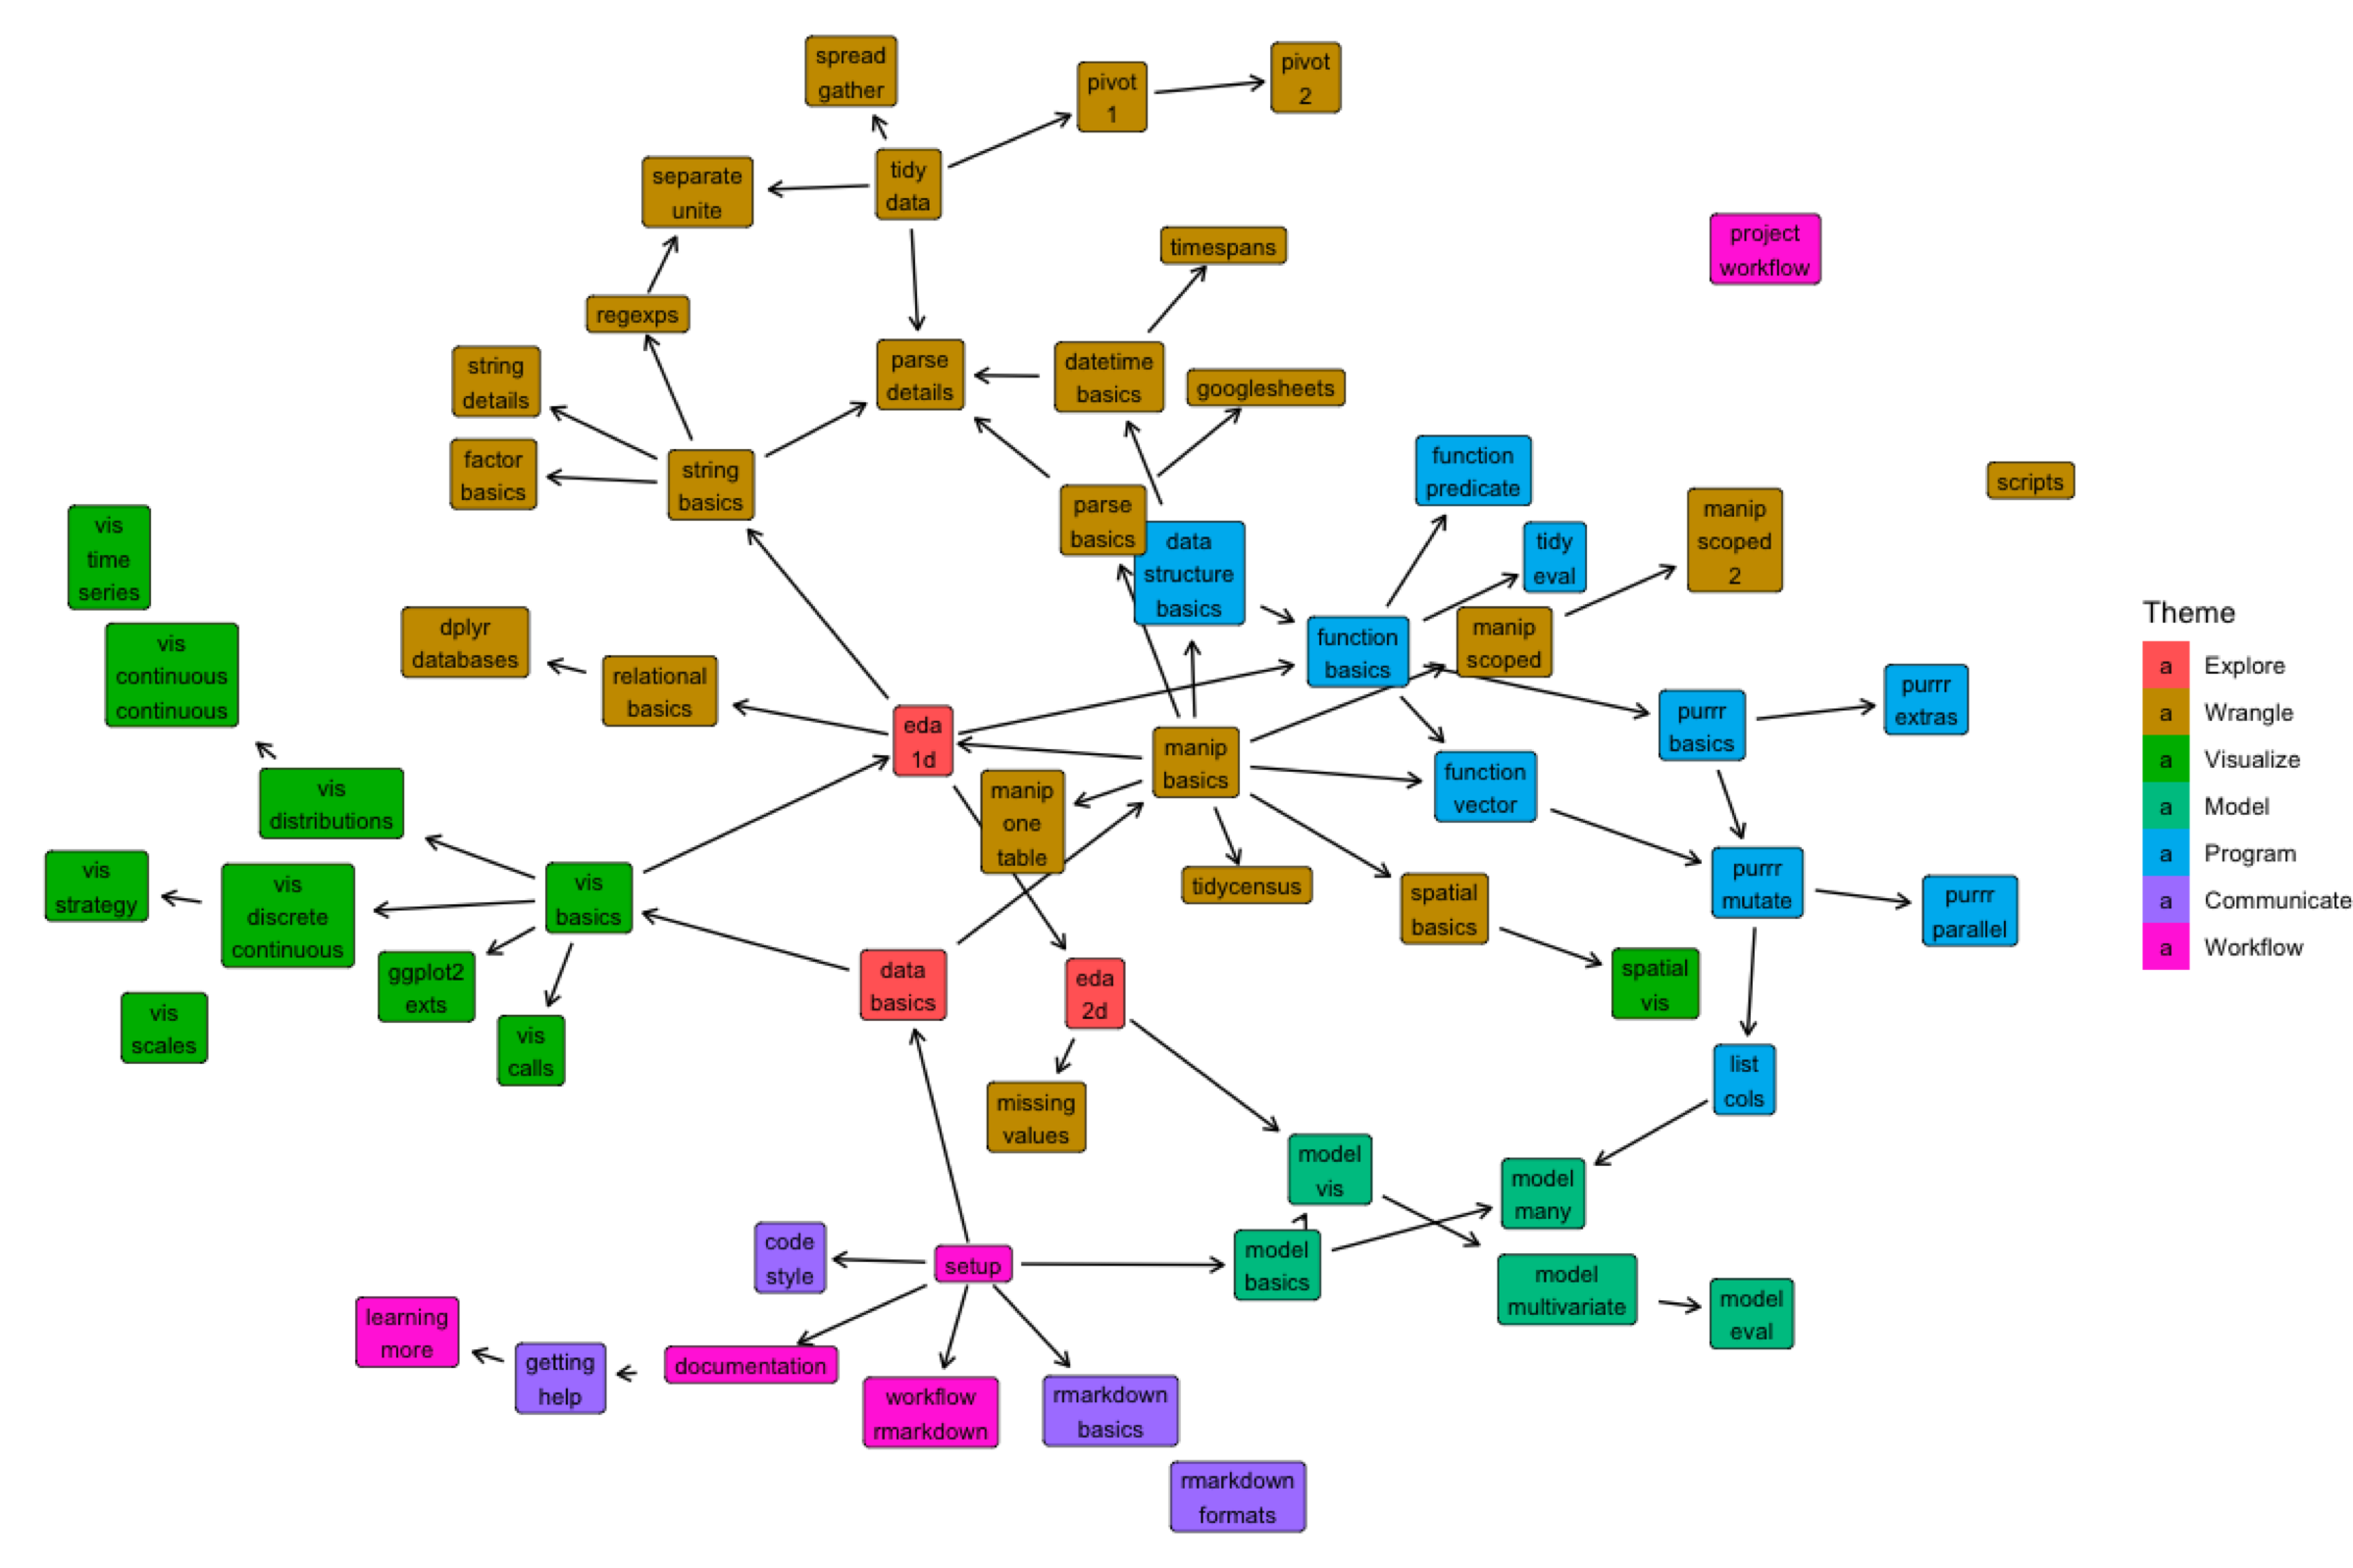 spread
gather
pivot
1
pivot
2
separate
unite
tidy
data
timespans
project
workflow
regexps
string
details
parse
details
datetime
basics
googlesheets
factor
basics
string
basics
function
predicate
scripts
vis
time
series
parse
basics
data
structure
basics
tidy
eval
manip
scoped
2
vis
continuous
continuous
dplyr
databases
relational
basics
function
basics
manip
scoped
eda
1d
manip
basics
purrr
basics
purrr
extras
vis
distributions
manip
one
table
function
vector
vis
strategy
vis
discrete
continuous
vis
basics
tidycensus
spatial
basics
purrr
mutate
purrr
parallel
ggplot2
exts
data
basics
eda
2d
spatial
vis
vis
scales
vis
calls
missing
values
list
cols
model
vis
model
many
code
style
setup
model
basics
model
multivariate
model
eval
learning
more
getting
help
documentation
workflow
rmarkdown
rmarkdown
basics
rmarkdown
formats
Theme
a Explore
a Wrangle
a Visualize
a Model
a Program
a Communicate
a Workflow